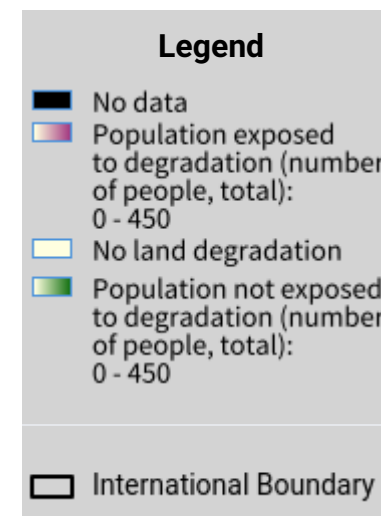 Legend
No data
Population exposed
to degradation (number
of people, total):
0 - 450
No land degradation
Population not exposed
to degradation (number
of people, total):
0 - 450
International Boundary